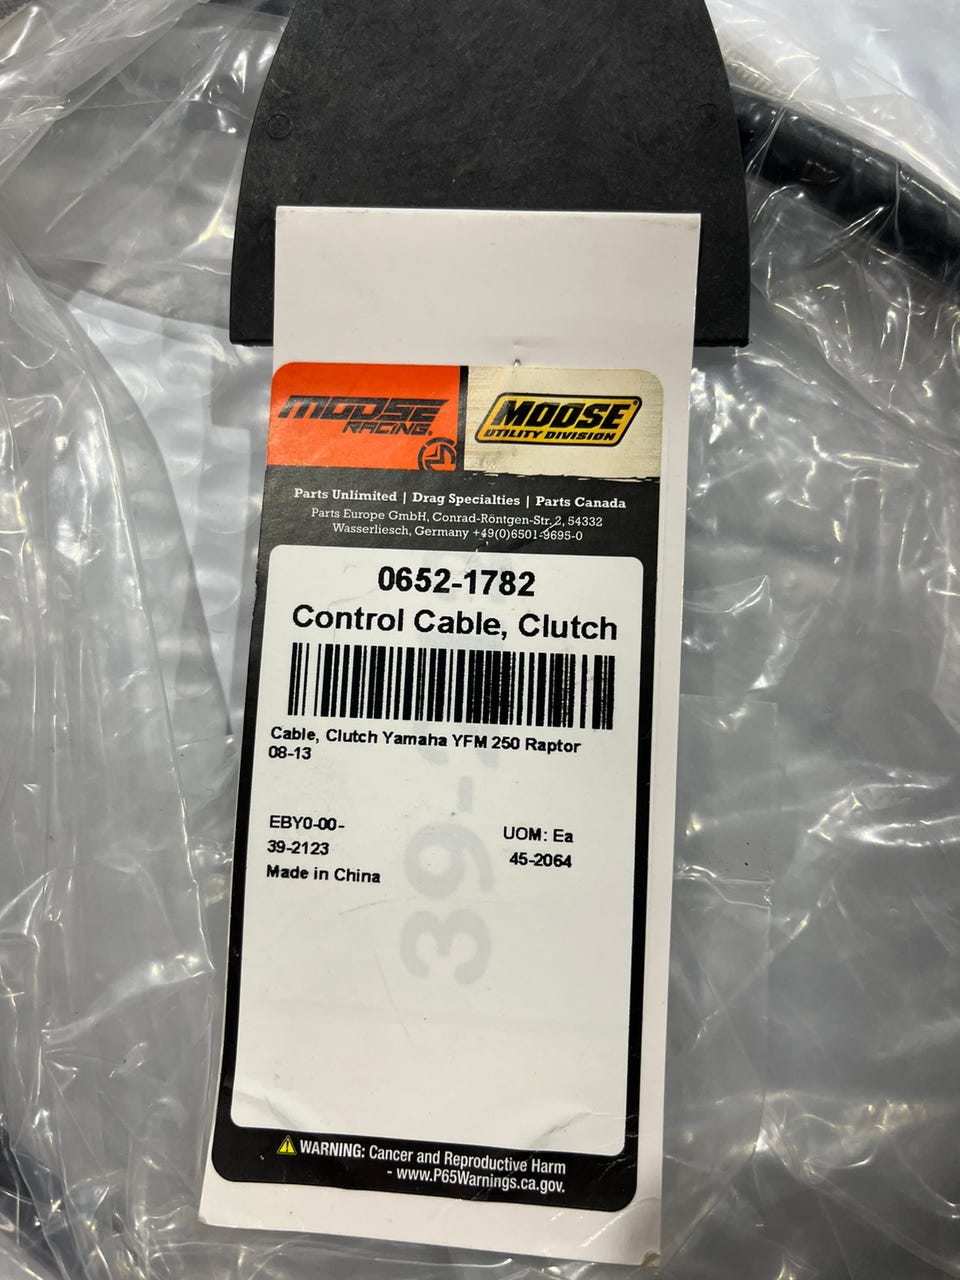 MOOSE
RACING®
MOOSE®
UTILITY DIVISION
Parts Unlimited | Drag Specialties | Parts Canada
Parts Europe GmbH, Conrad-Röntgen-Str. 2, 54332
Wasserliesch, Germany +49(0)6501-9695-0
0652-1782
Control Cable, Clutch
Cable, Clutch Yamaha YFM 250 Raptor
08-13
EBY0-00-
39-2123
Made in China
UOM: Ea
45-2064
WARNING: Cancer and Reproductive Harm
- www.P65Warnings.ca.gov.